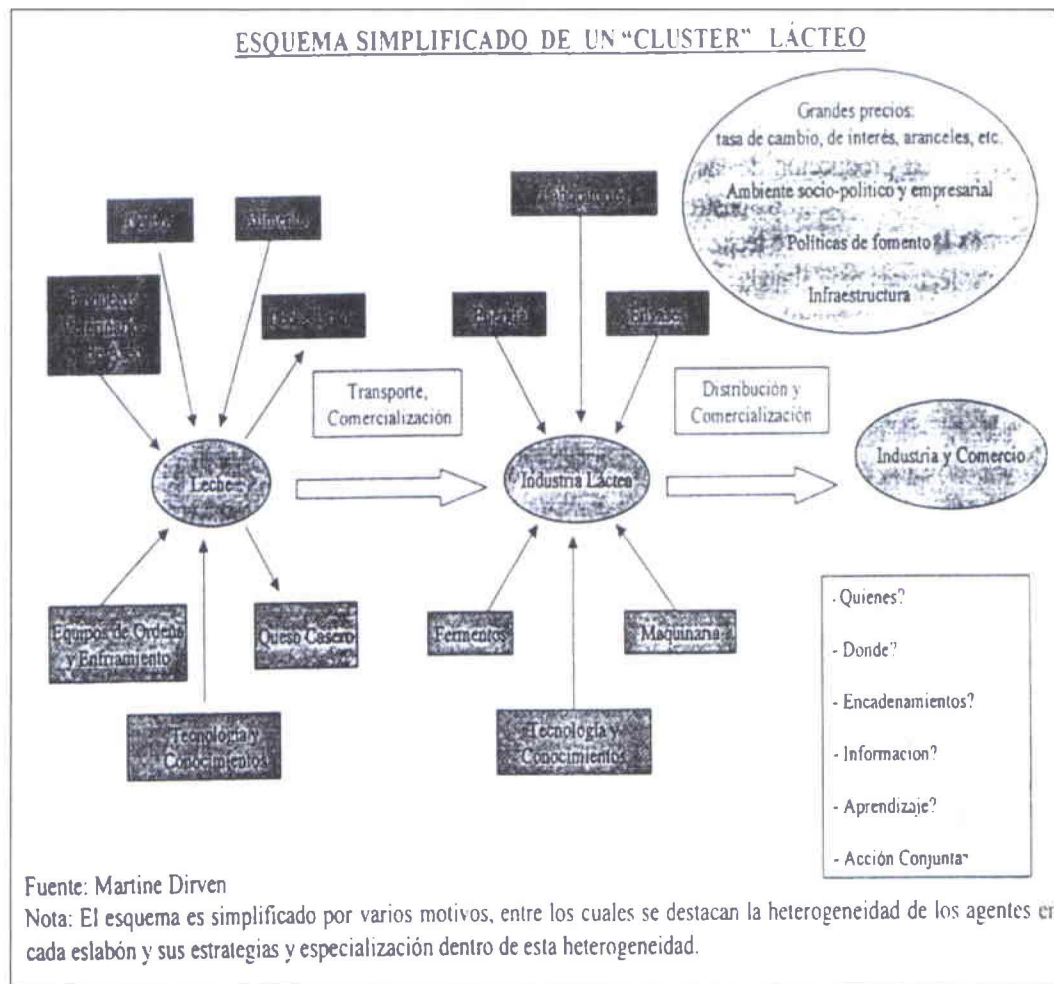 ESQUEMA SIMPLIFICADO DE UN “CLUSTER” LÁCTEO
Grandes precios:
tasa de cambio, de interés, aranceles, etc.
Ambiente socio-político y empresarial
Políticas de fomento
Infraestructura
Energía
Envases
Transporte,
Comercialización
Distribución y
Comercialización
Leche
Industria Láctea
Industria y Comercio
Equipos de Ordeña
y Enfriamiento
Queso Casero
Fermentos
Maquinaria
Tecnología y
Conocimientos
Tecnología y
Conocimientos
- Quienes?
- Donde?
- Encadenamientos?
- Informacion?
- Aprendizaje?
- Acción Conjunta?
Fuente: Martine Dirven
Nota: El esquema es simplificado por varios motivos, entre los cuales se destacan la heterogeneidad de los agentes en
cada eslabón y sus estrategias y especialización dentro de esta heterogeneidad.